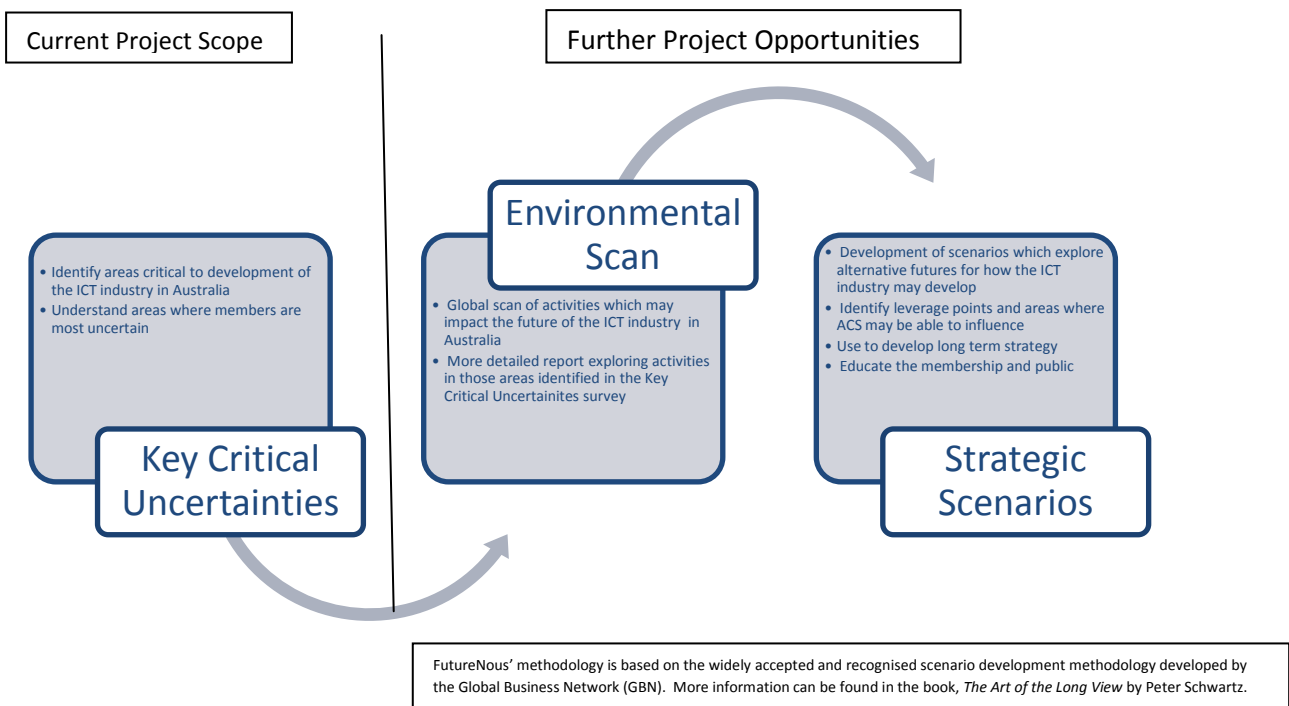 Current Project Scope
Further Project Opportunities
• Identify areas critical to development of
the ICT industry in Australia
• Understand areas where members are
most uncertain
Key Critical
Uncertainties
Environmental
Scan
• Global scan of activities which may
impact the future of the ICT industry in
Australia
• More detailed report exploring activities
in those areas identified in the Key
Critical Uncertainites survey
• Development of scenarios which explore
alternative futures for how the ICT
industry may develop
• Identify leverage points and areas where
ACS may be able to influence
• Use to develop long term strategy
• Educate the membership and public
Strategic
Scenarios
FutureNous’ methodology is based on the widely accepted and recognised scenario development methodology developed by
the Global Business Network (GBN). More information can be found in the book, The Art of the Long View by Peter Schwartz.